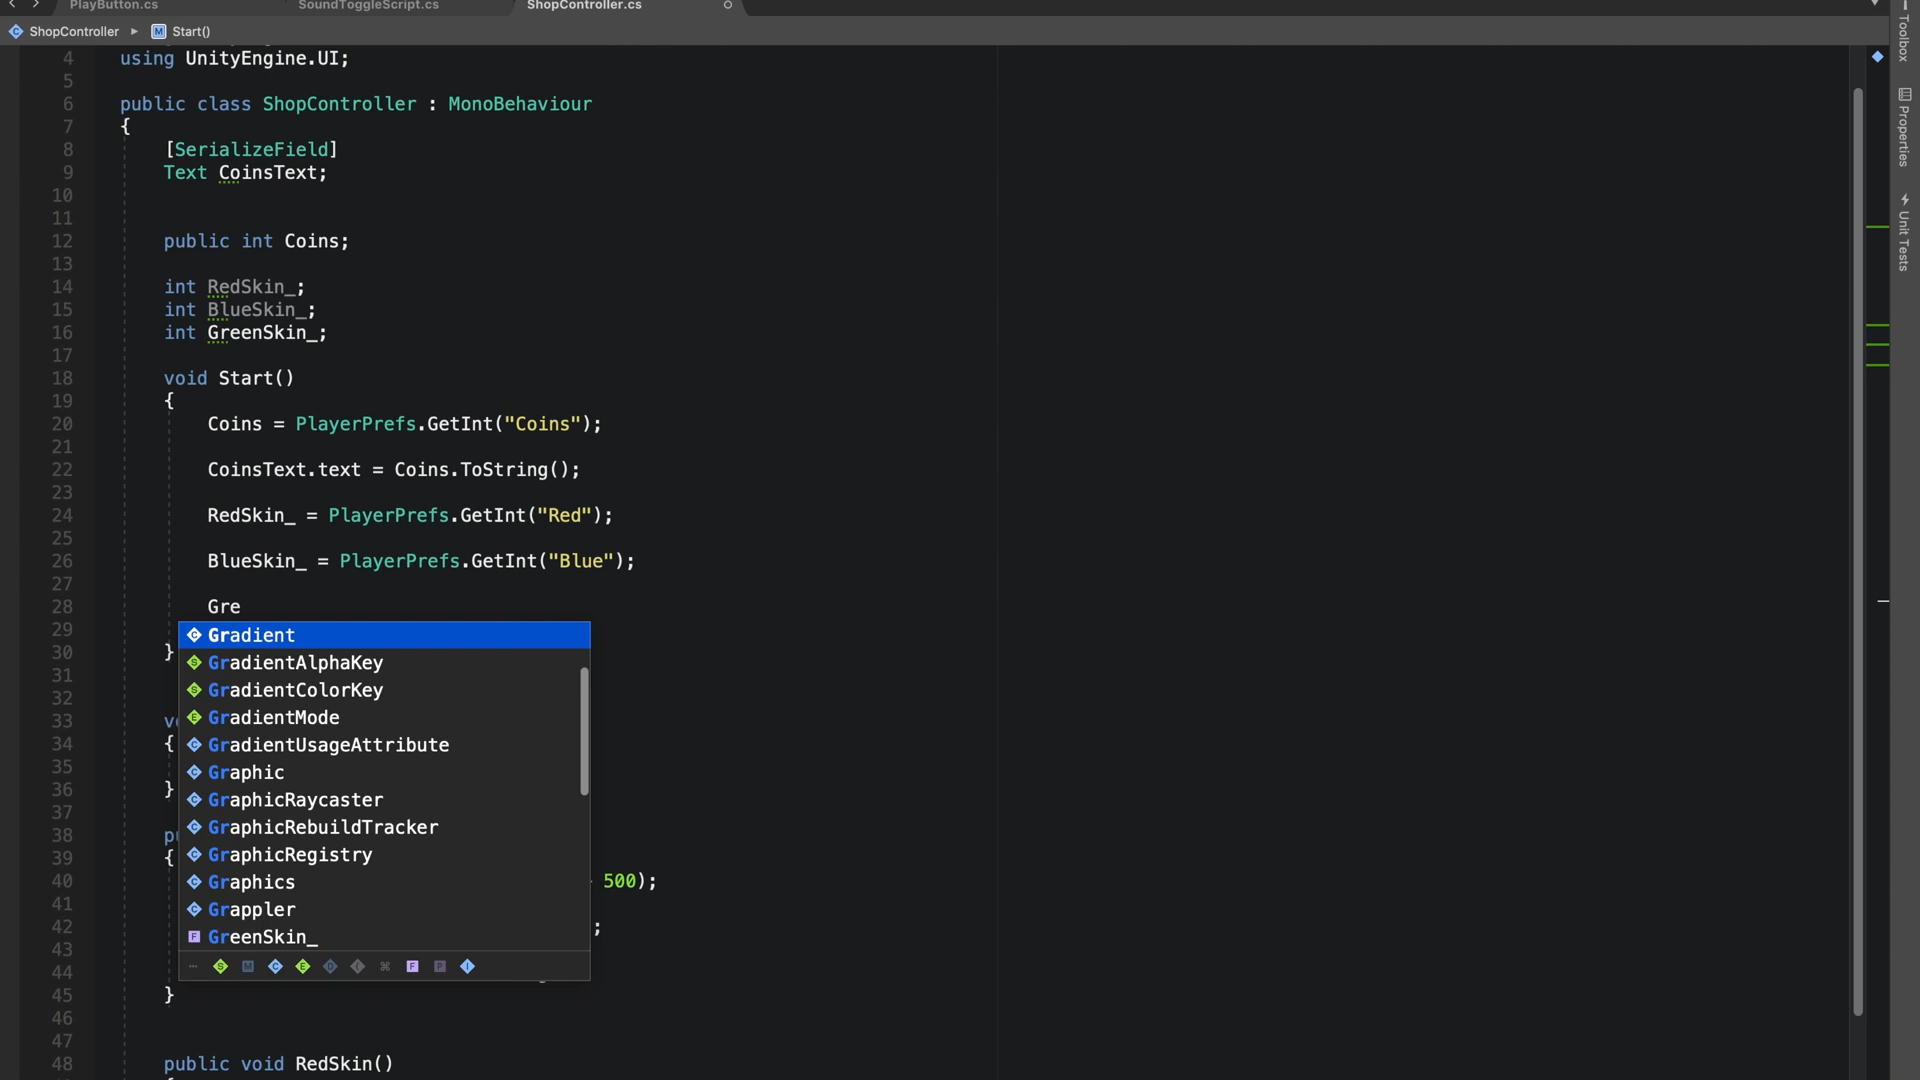 PlayButton.cs
SoundToggleScript.cs
ShopController.cs
ShopController
M Start()
Toolbox
Properties
Unit Tests
4 using UnityEngine.UI;
5
6 public class ShopController : MonoBehaviour
7 {
8 [SerializeField]
9 Text CoinsText;
10
11
12 public int Coins;
13
14 int RedSkin_;
15 int BlueSkin_;
16 int GreenSkin_;
17
18 void Start()
19 {
20 Coins = PlayerPrefs.GetInt("Coins");
21
22 CoinsText.text = Coins.ToString();
23
24 RedSkin_ = PlayerPrefs.GetInt("Red");
25
26 BlueSkin_ = PlayerPrefs.GetInt("Blue");
27
28 Gre
29
30 }
31
32
33
34 {
35
36 }
37
38
39 {
40 500);
41
42 ;
43
44
45 }
46
47
48 public void RedSkin()
C Gradient
S GradientAlphaKey
S GradientColorKey
E GradientMode
C GradientUsageAttribute
C Graphic
C GraphicRaycaster
C GraphicRebuildTracker
C GraphicRegistry
C Graphics
C Grappler
F GreenSkin_
S M C E D F P I